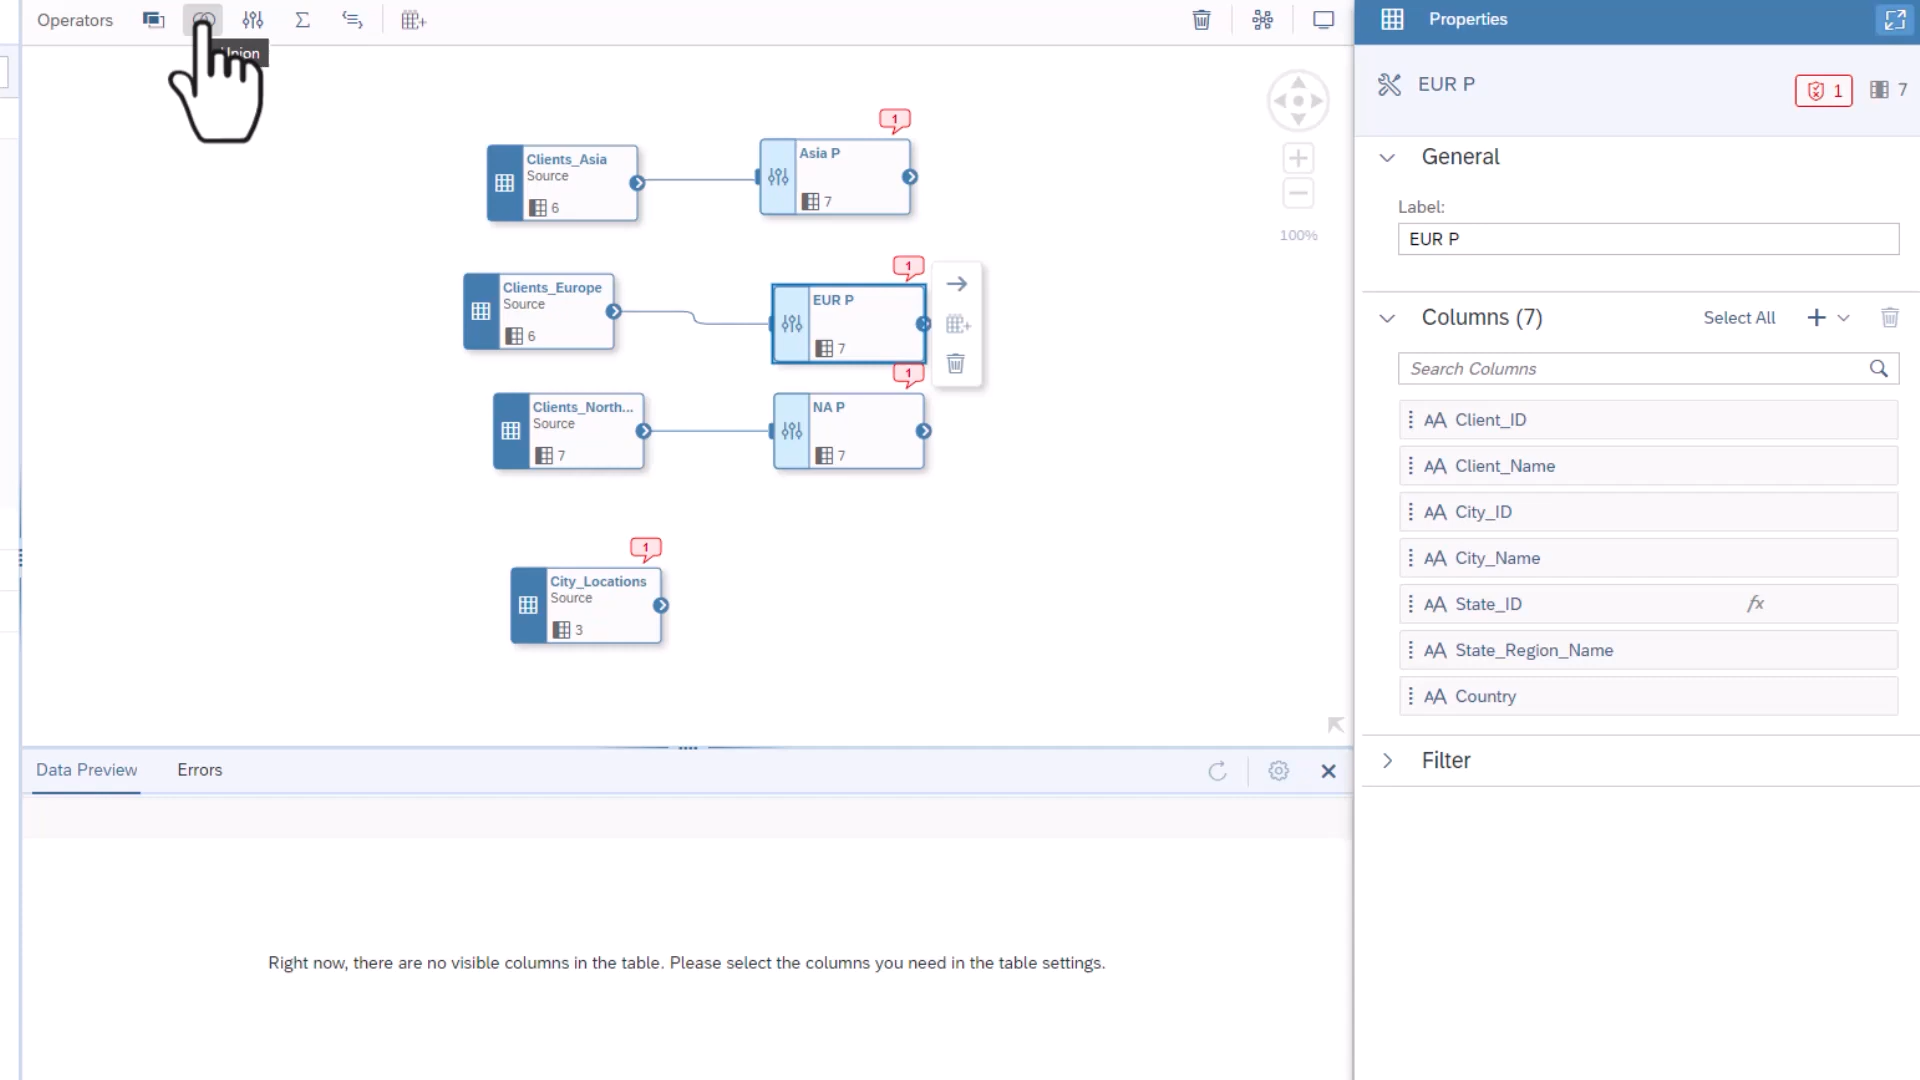 Operators
Union
Properties
EUR P
1
7
General
Label:
EUR P
Columns (7)
Select All
Search Columns
Client_ID
Client_Name
City_ID
City_Name
State_ID
fx
State_Region_Name
Country
Filter
1
Clients_Asia
Source
6
Asia P
7
100%
1
Clients_Europe
Source
6
EUR P
7
1
Clients_North...
Source
7
NA P
7
1
City_Locations
Source
3
Data Preview
Errors
Right now, there are no visible columns in the table. Please select the columns you need in the table settings.